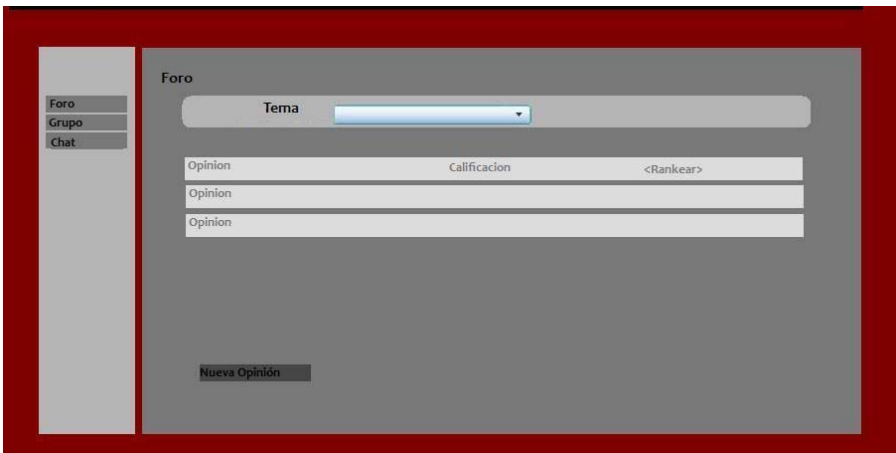 Foro
Grupo
Chat
Foro
Tema
Opinion Calificacion <Rankear>
Opinion
Opinion
Nueva Opinión